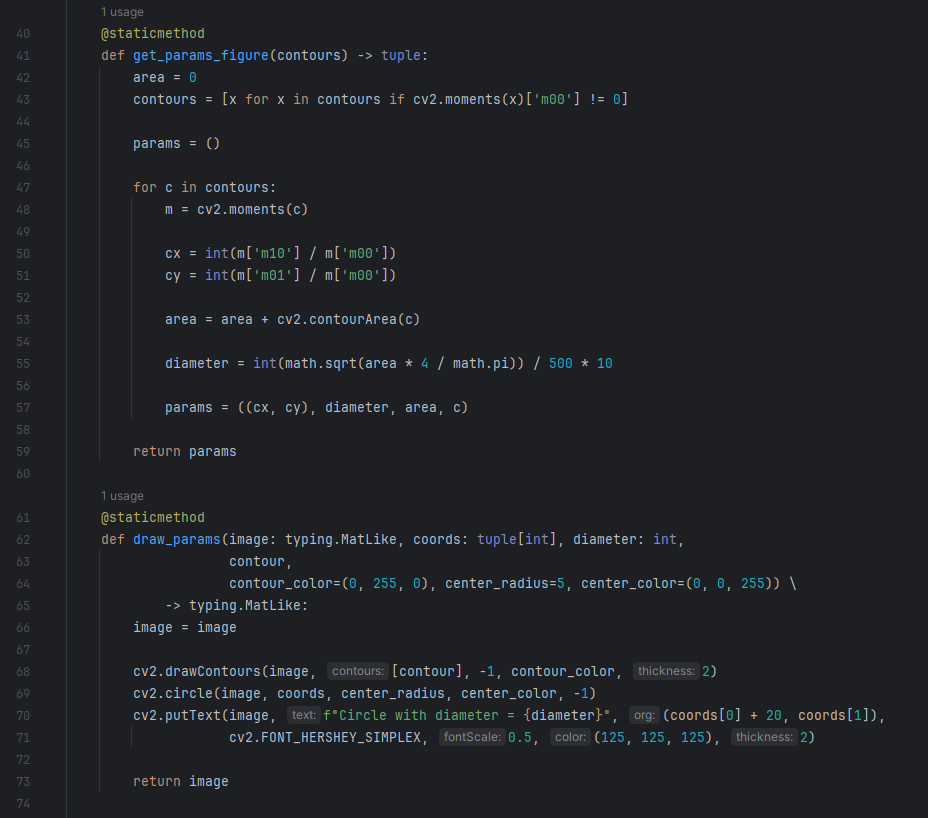 1 usage
40 @staticmethod
41 def get_params_figure(contours) -> tuple:
42 area = 0
43 contours = [x for x in contours if cv2.moments(x)['m00'] != 0]
44
45 params = ()
46
47 for c in contours:
48 m = cv2.moments(c)
49
50 cx = int(m['m10'] / m['m00'])
51 cy = int(m['m01'] / m['m00'])
52
53 area = area + cv2.contourArea(c)
54
55 diameter = int(math.sqrt(area * 4 / math.pi)) / 500 * 10
56
57 params = ((cx, cy), diameter, area, c)
58
59 return params
60
1 usage
61 @staticmethod
62 def draw_params(image: typing.MatLike, coords: tuple[int], diameter: int,
63 contour,
64 contour_color=(0, 255, 0), center_radius=5, center_color=(0, 0, 255)) \
65 -> typing.MatLike:
66 image = image
67
68 cv2.drawContours(image, contours: [contour], -1, contour_color, thickness: 2)
69 cv2.circle(image, coords, center_radius, center_color, -1)
70 cv2.putText(image, text: f"Circle with diameter = {diameter}", org: (coords[0] + 20, coords[1]),
71 cv2.FONT_HERSHEY_SIMPLEX, fontScale: 0.5, color: (125, 125, 125), thickness: 2)
72
73 return image
74